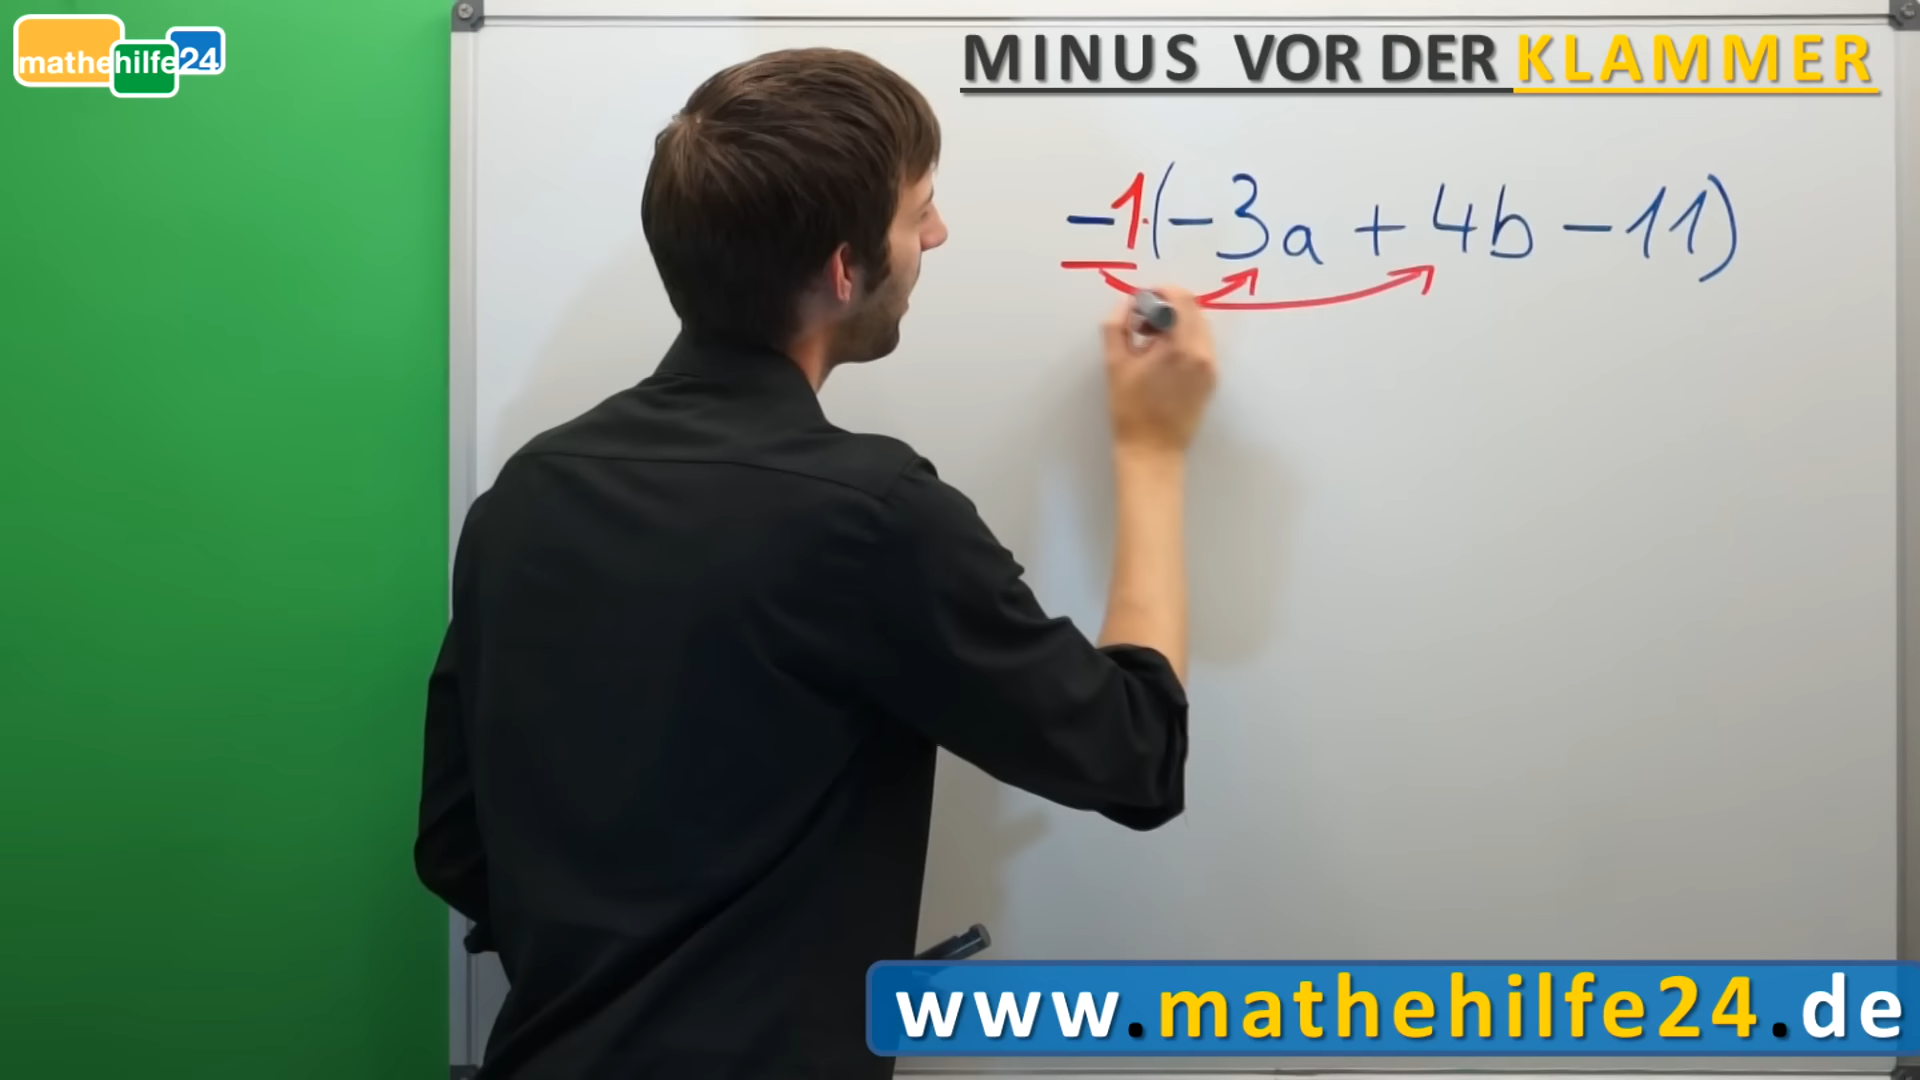 mathehilfe24
MINUS VOR DER KLAMMER
-1·(-3a + 4b - 11)
www.mathehilfe24.de